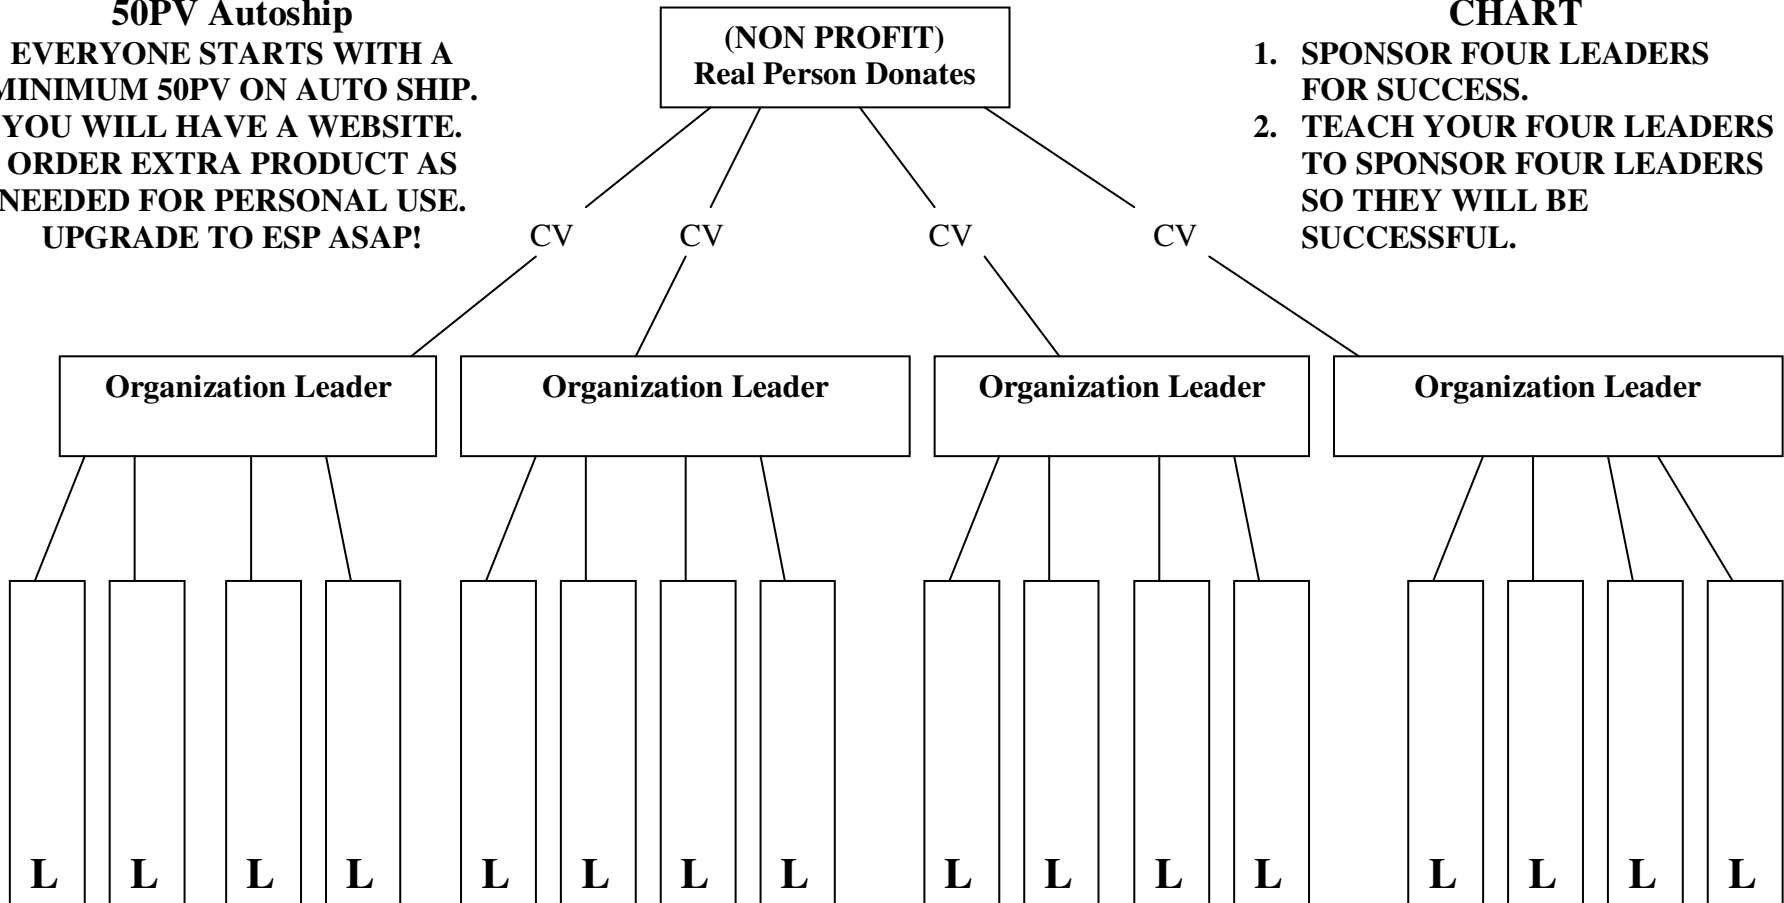 50PV Autoship
EVERYONE STARTS WITH A
MINIMUM 50PV ON AUTO SHIP.
YOU WILL HAVE A WEBSITE.
ORDER EXTRA PRODUCT AS
NEEDED FOR PERSONAL USE.
UPGRADE TO ESP ASAP!
(NON PROFIT)
Real Person Donates
CHART
1. SPONSOR FOUR LEADERS
FOR SUCCESS.
2. TEACH YOUR FOUR LEADERS
TO SPONSOR FOUR LEADERS
SO THEY WILL BE
SUCCESSFUL.
CV CV CV CV
Organization Leader Organization Leader Organization Leader Organization Leader
L L L L L L L L L L L L L L L L